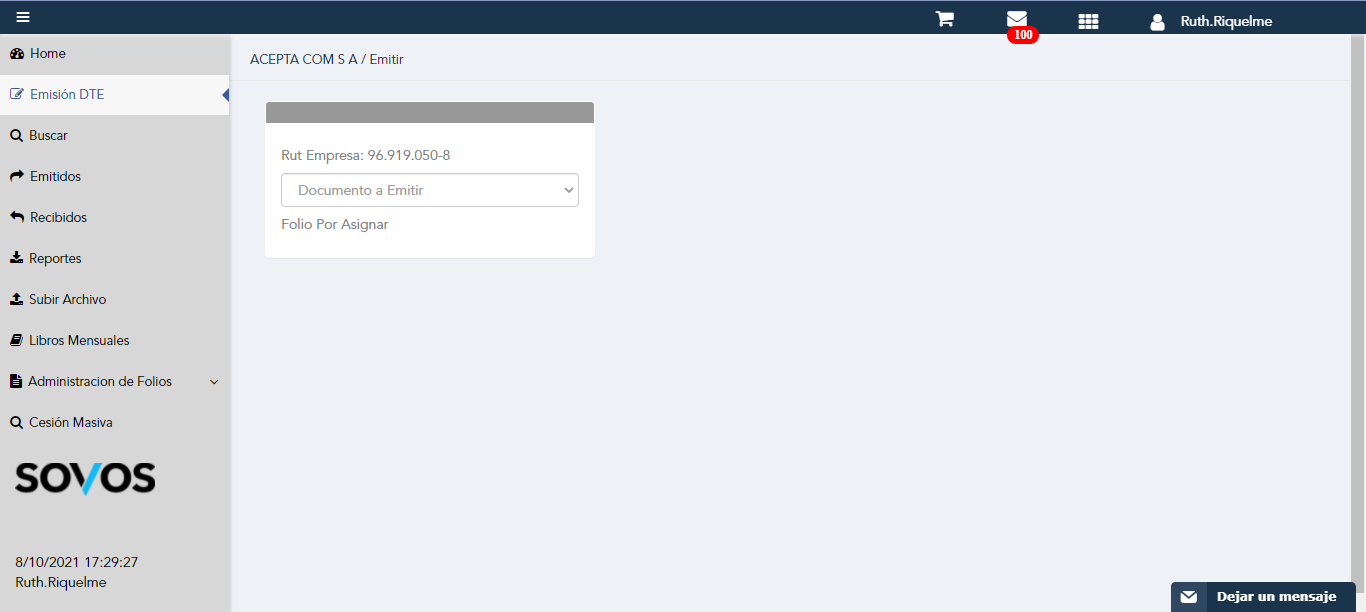 100
Ruth.Riquelme
Home
Emisión DTE
Buscar
Emitidos
Recibidos
Reportes
Subir Archivo
Libros Mensuales
Administracion de Folios
Cesión Masiva
SOVOS
8/10/2021 17:29:27
Ruth.Riquelme
ACEPTA COM S A / Emitir
Rut Empresa: 96.919.050-8
Documento a Emitir
Folio Por Asignar
Dejar un mensaje